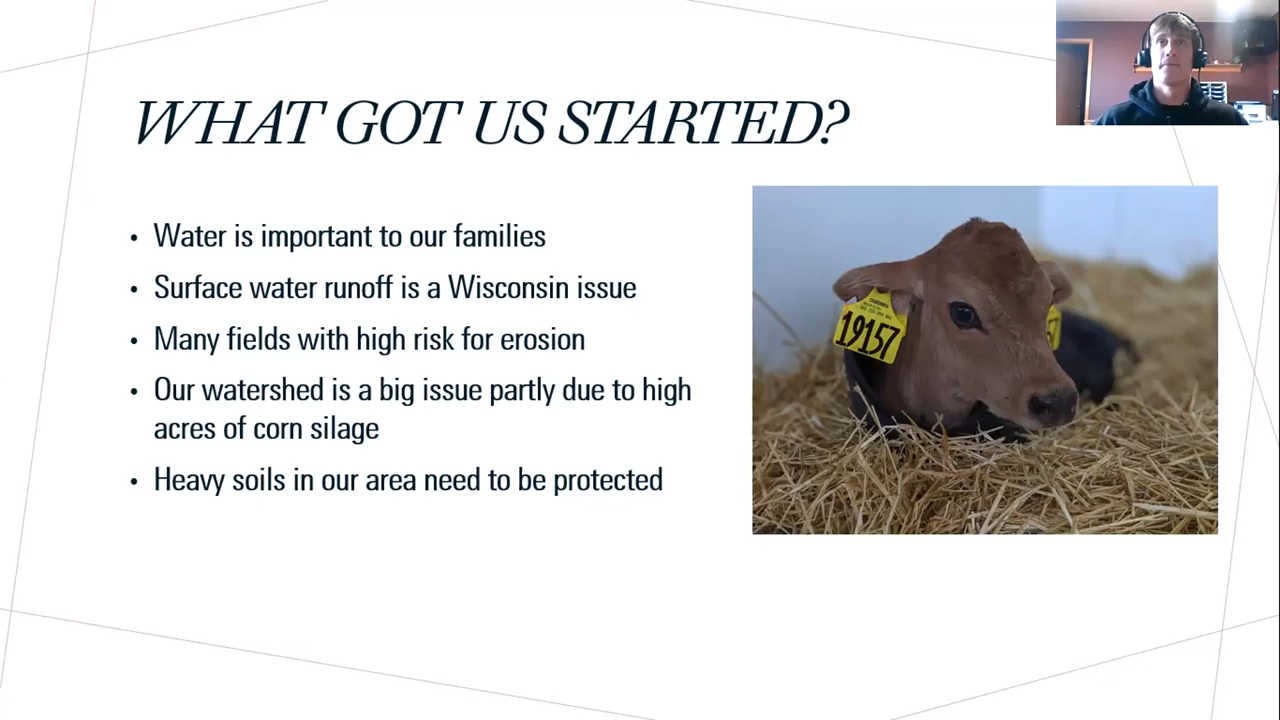 WHAT GOT US STARTED?
• Water is important to our families
• Surface water runoff is a Wisconsin issue
• Many fields with high risk for erosion
• Our watershed is a big issue partly due to high
acres of corn silage
• Heavy soils in our area need to be protected
19157